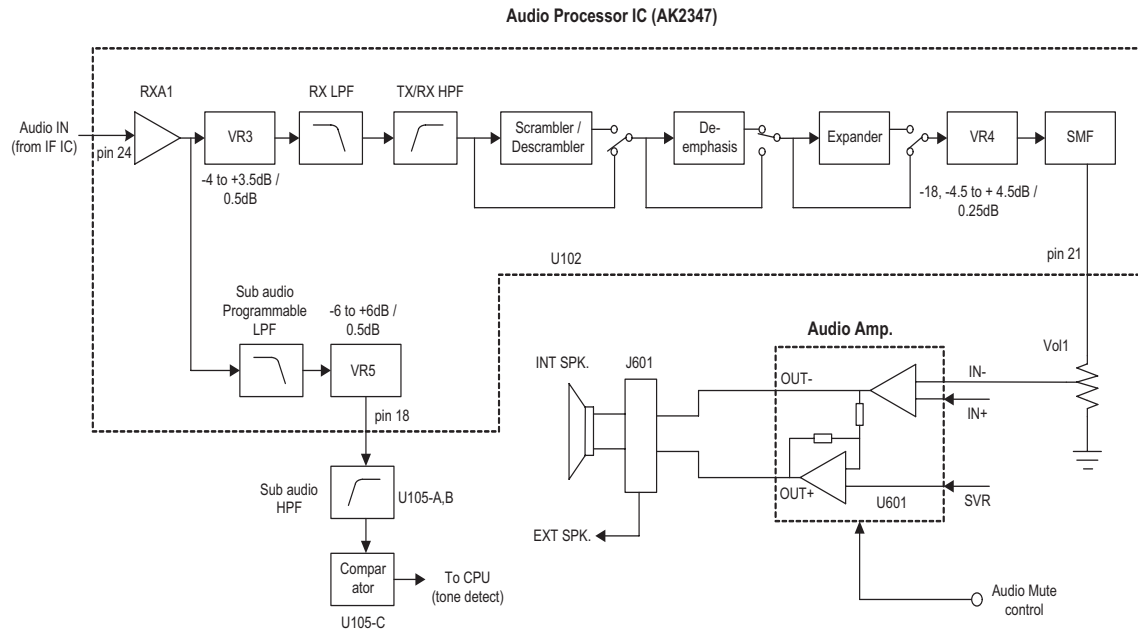 Audio Processor IC (AK2347)
RXA1
RX LPF
TX/RX HPF
Audio IN
(from IF IC)
pin 24
VR3
-4 to +3.5dB /
0.5dB
Scrambler /
Descrambler
De-
emphasis
Expander
VR4
-18, -4.5 to + 4.5dB /
0.25dB
SMF
U102
pin 21
Sub audio
Programmable
LPF
-6 to +6dB /
0.5dB
VR5
pin 18
Sub audio
HPF
U105-A,B
Compar
ator
U105-C
To CPU
(tone detect)
INT SPK.
J601
EXT SPK.
Audio Amp.
OUT-
OUT+
U601
IN-
IN+
SVR
Vol1
Audio Mute
control